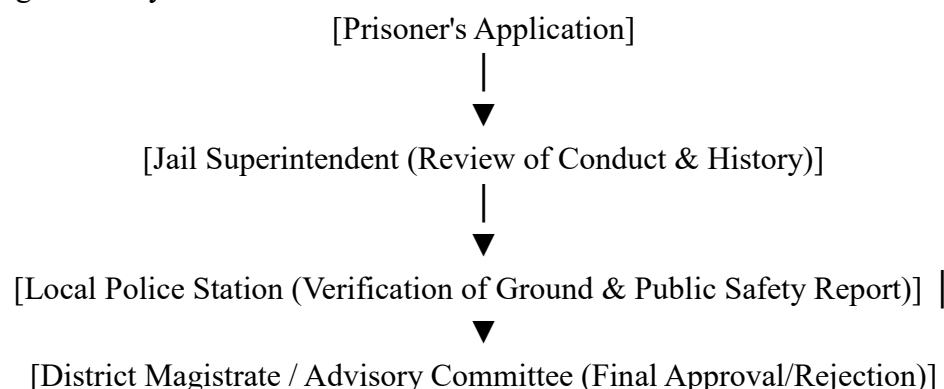 [Prisoner's Application]
│
▼
[Jail Superintendent (Review of Conduct & History)]
│
▼
[Local Police Station (Verification of Ground & Public Safety Report)] │
▼
[District Magistrate / Advisory Committee (Final Approval/Rejection)]